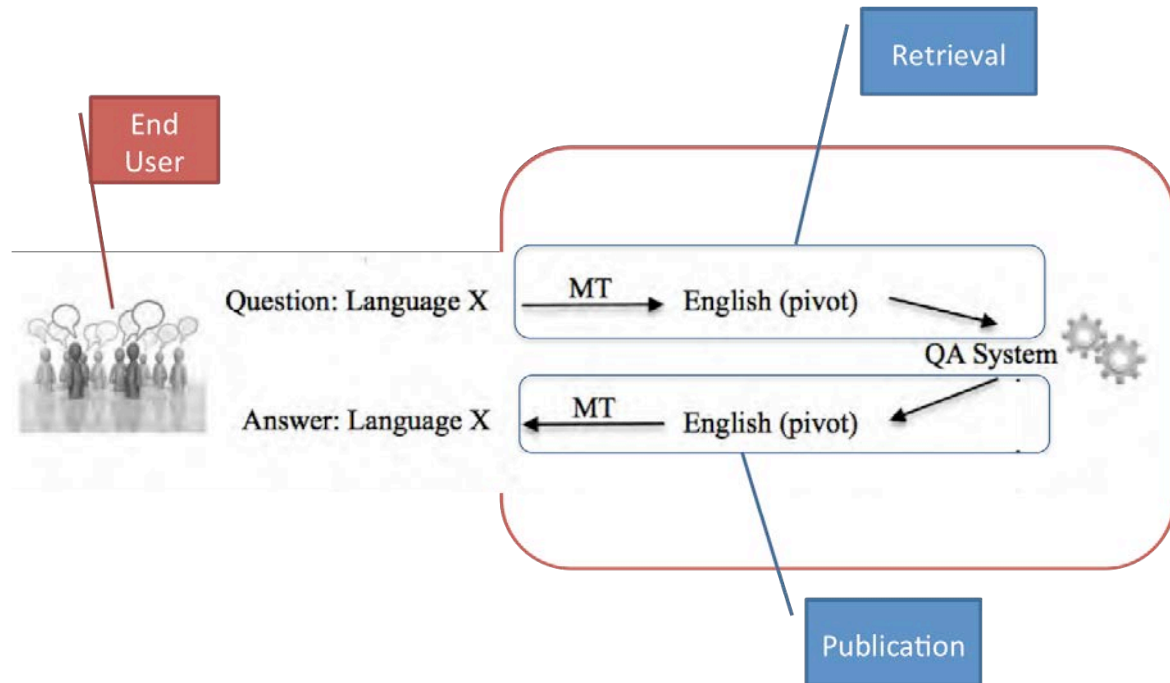 Retrieval
End
User
Question: Language X
MT
English (pivot)
QA System
Answer: Language X
MT
English (pivot)
Publication